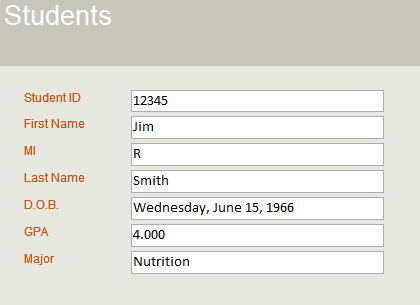 Students
Student ID 12345
First Name Jim
MI R
Last Name Smith
D.O.B. Wednesday, June 15, 1966
GPA 4.000
Major Nutrition